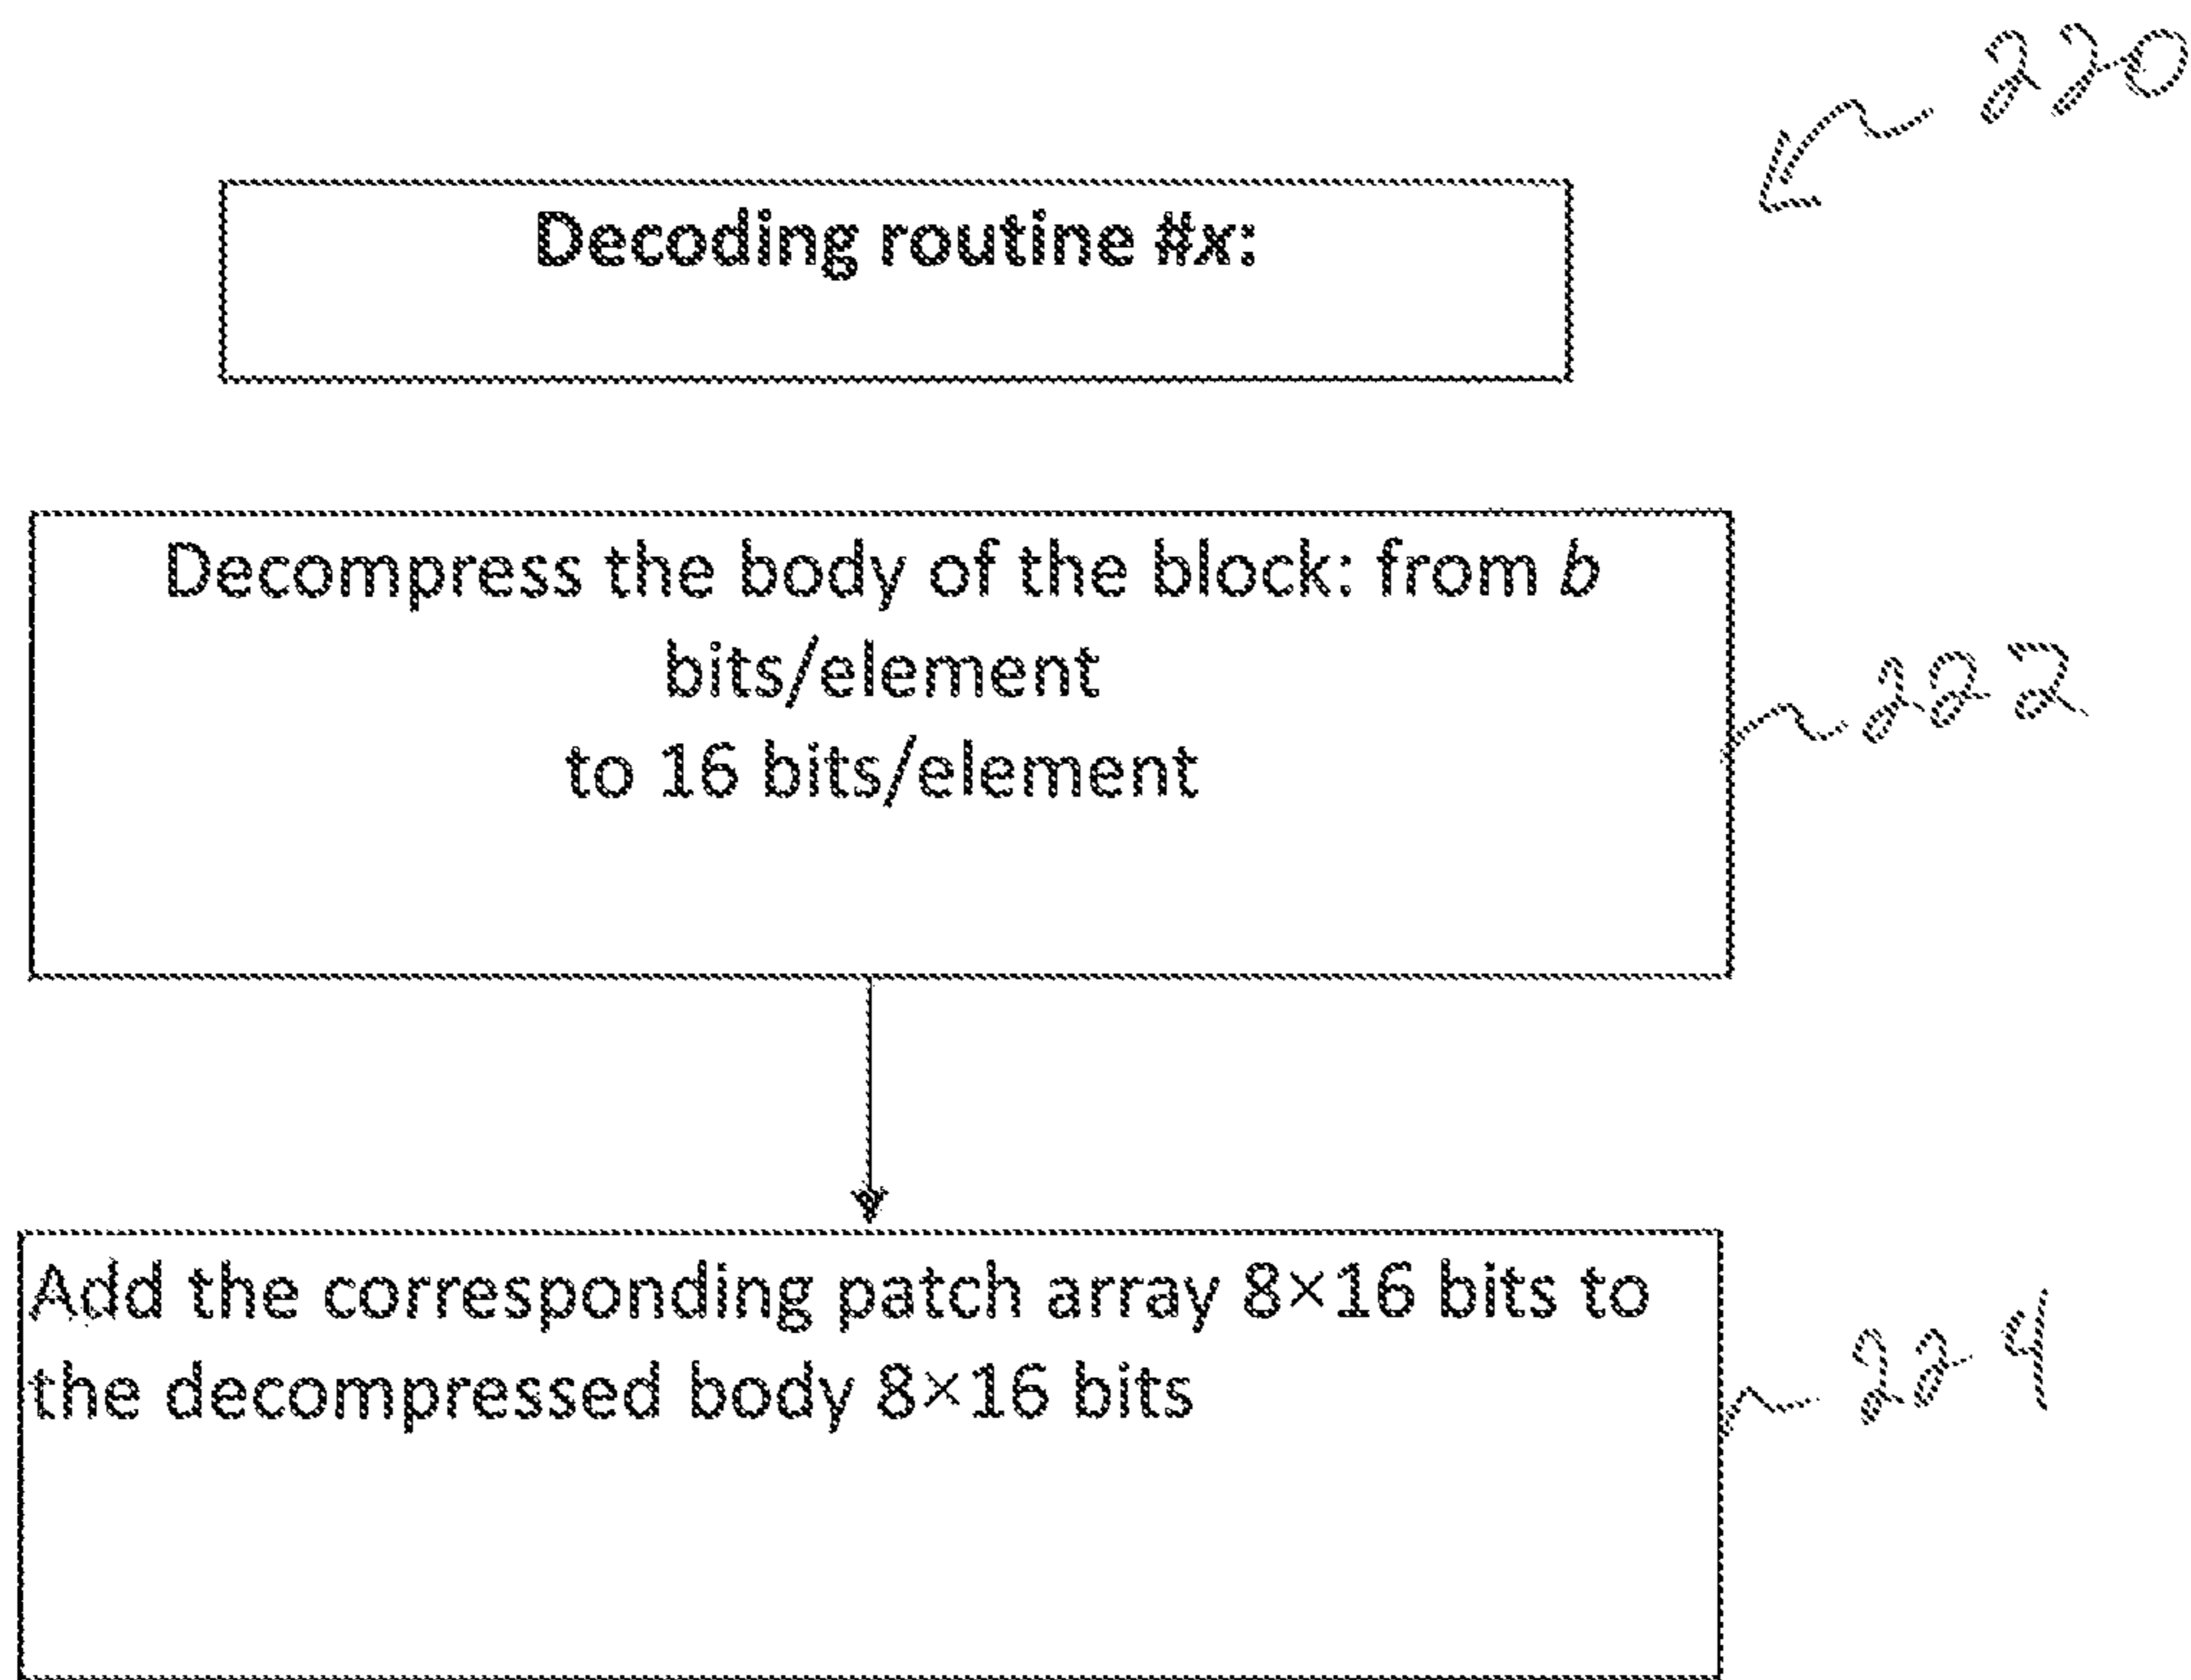 220
Decoding routine #x:
Decompress the body of the block: from b
bits/element
to 16 bits/element
222
Add the corresponding patch array 8×16 bits to
the decompressed body 8×16 bits
224